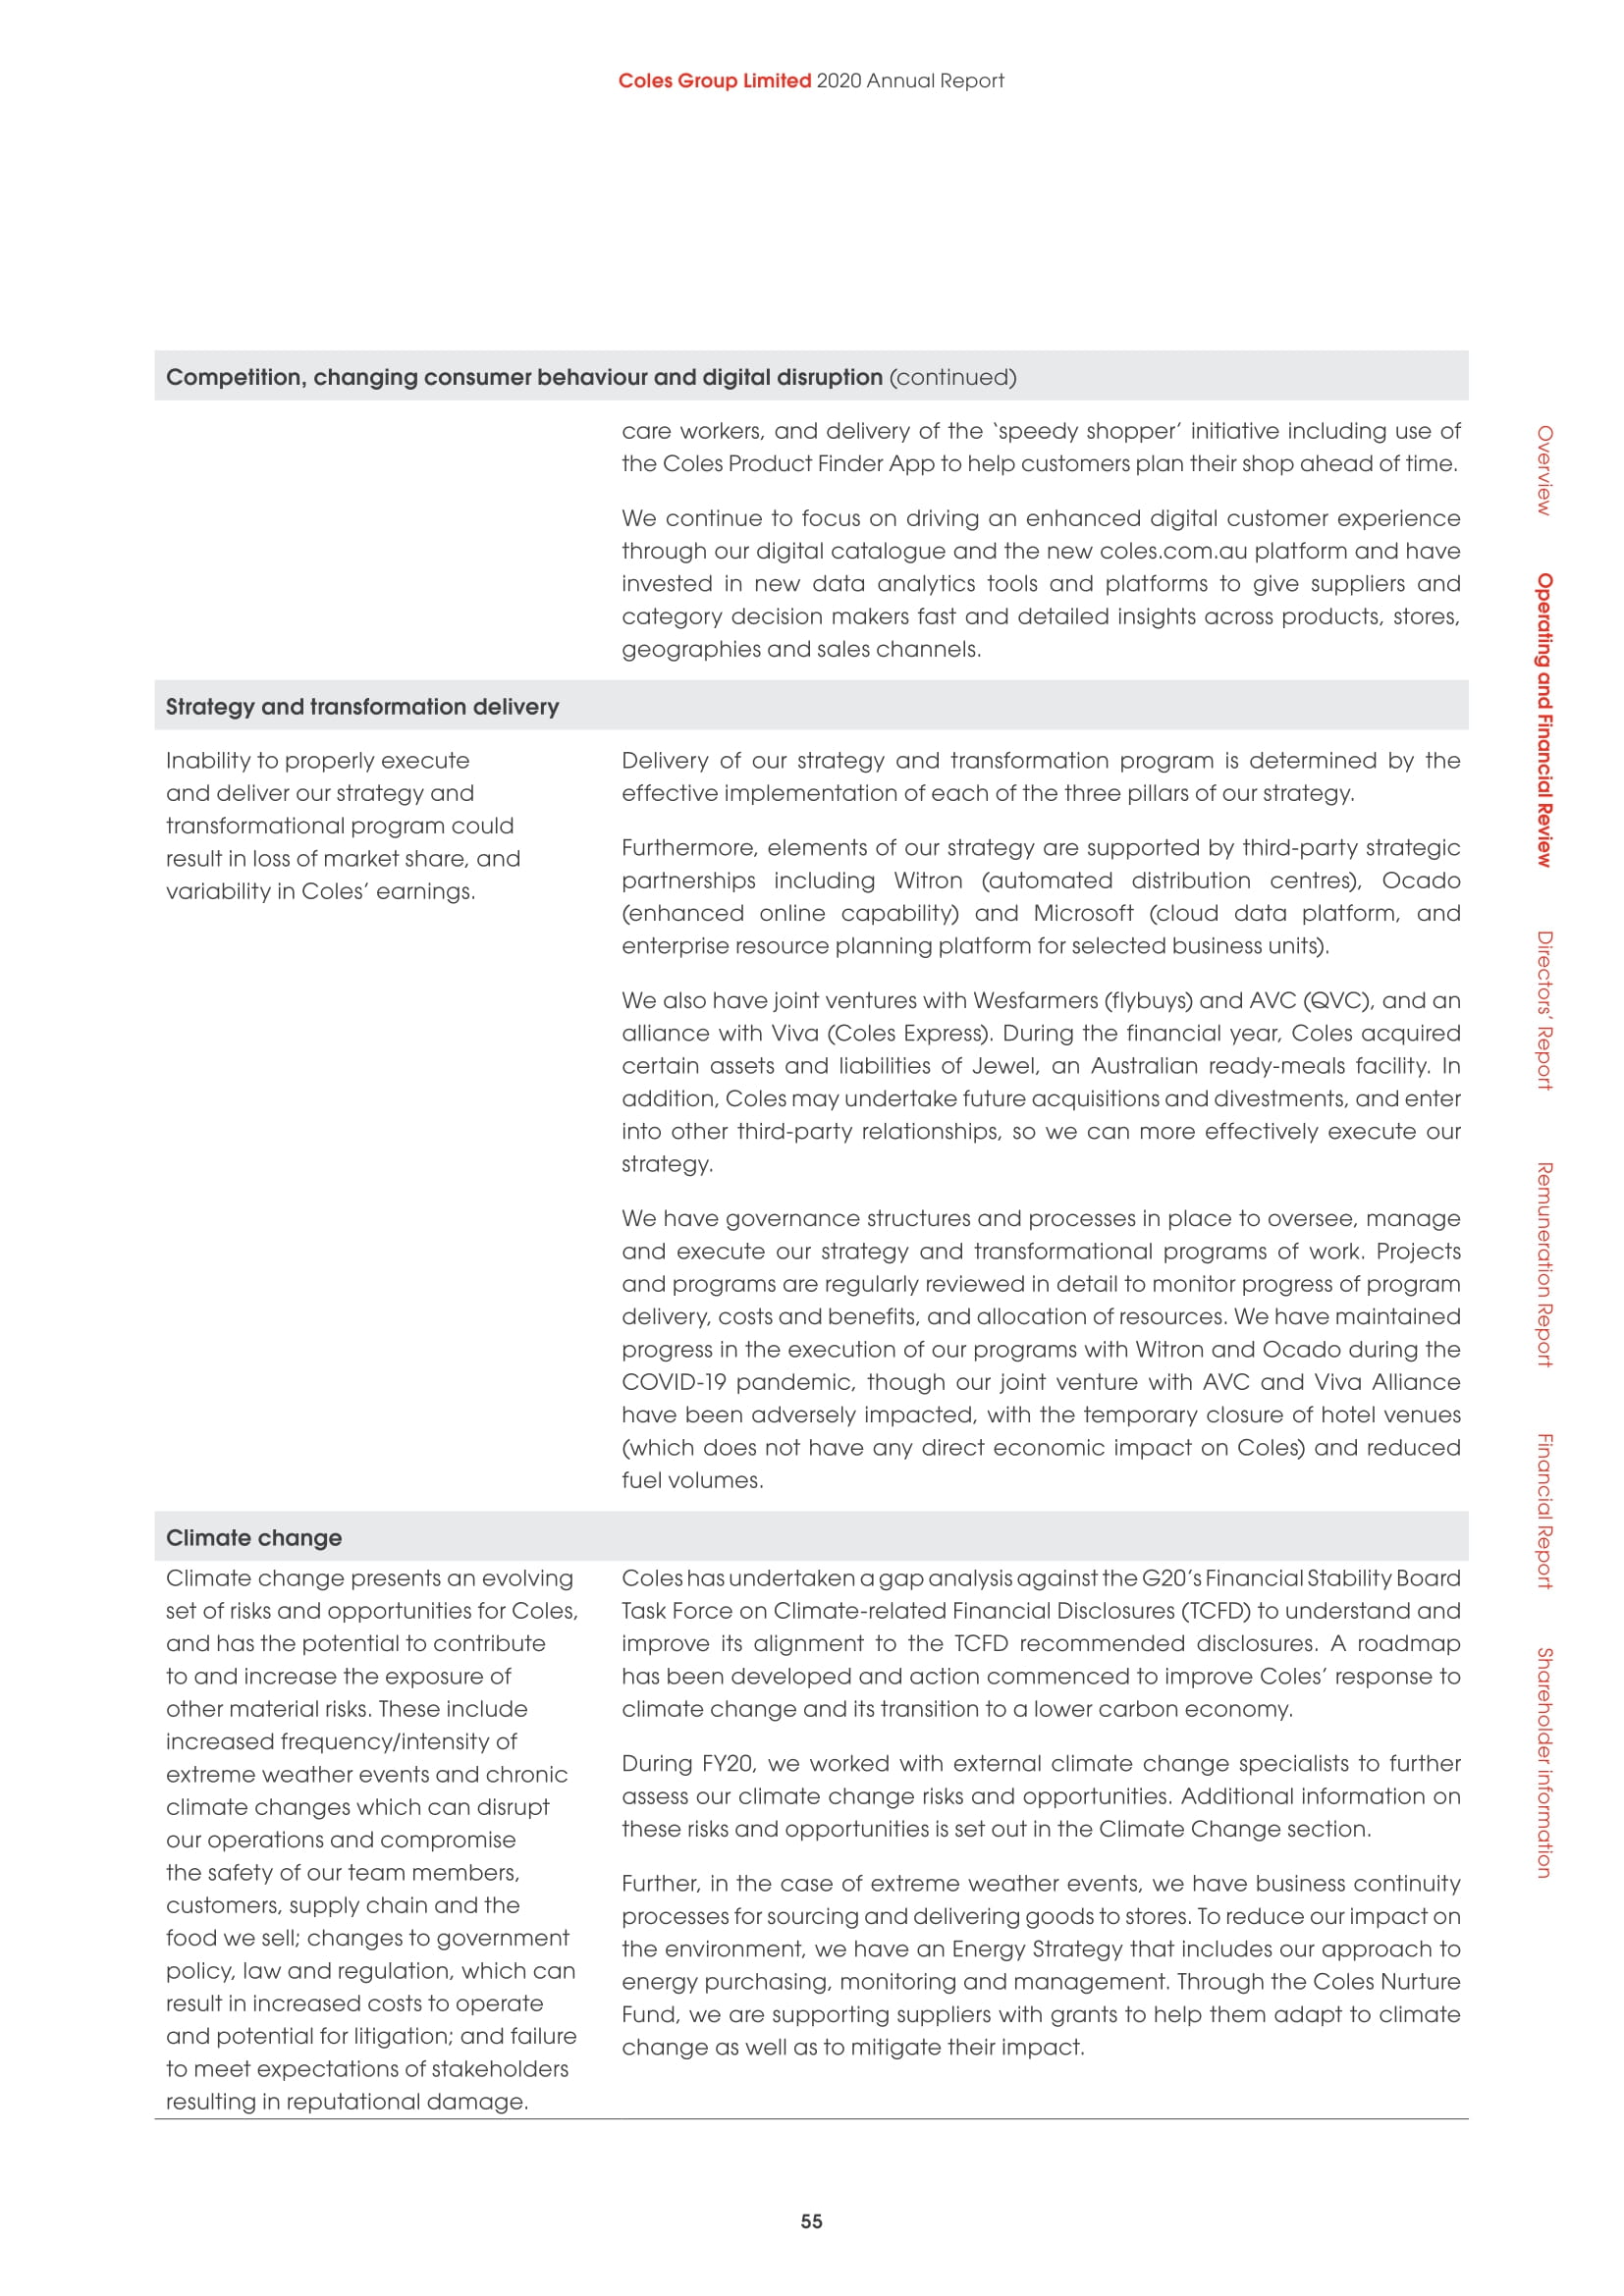 Coles Group Limited 2020 Annual Report
Competition, changing consumer behaviour and digital disruption (continued)
care workers, and delivery of the ‘speedy shopper’ initiative including use of
the Coles Product Finder App to help customers plan their shop ahead of time.
We continue to focus on driving an enhanced digital customer experience
through our digital catalogue and the new coles.com.au platform and have
invested in new data analytics tools and platforms to give suppliers and
category decision makers fast and detailed insights across products, stores,
geographies and sales channels.
Strategy and transformation delivery
Inability to properly execute
and deliver our strategy and
transformational program could
result in loss of market share, and
variability in Coles’ earnings.
Delivery of our strategy and transformation program is determined by the
effective implementation of each of the three pillars of our strategy.
Furthermore, elements of our strategy are supported by third-party strategic
partnerships including Witron (automated distribution centres), Ocado
(enhanced online capability) and Microsoft (cloud data platform, and
enterprise resource planning platform for selected business units).
We also have joint ventures with Wesfarmers (flybuys) and AVC (QVC), and an
alliance with Viva (Coles Express). During the financial year, Coles acquired
certain assets and liabilities of Jewel, an Australian ready-meals facility. In
addition, Coles may undertake future acquisitions and divestments, and enter
into other third-party relationships, so we can more effectively execute our
strategy.
We have governance structures and processes in place to oversee, manage
and execute our strategy and transformational programs of work. Projects
and programs are regularly reviewed in detail to monitor progress of program
delivery, costs and benefits, and allocation of resources. We have maintained
progress in the execution of our programs with Witron and Ocado during the
COVID-19 pandemic, though our joint venture with AVC and Viva Alliance
have been adversely impacted, with the temporary closure of hotel venues
(which does not have any direct economic impact on Coles) and reduced
fuel volumes.
Climate change
Climate change presents an evolving
set of risks and opportunities for Coles,
and has the potential to contribute
to and increase the exposure of
other material risks. These include
increased frequency/intensity of
extreme weather events and chronic
climate changes which can disrupt
our operations and compromise
the safety of our team members,
customers, supply chain and the
food we sell; changes to government
policy, law and regulation, which can
result in increased costs to operate
and potential for litigation; and failure
to meet expectations of stakeholders
resulting in reputational damage.
Coles has undertaken a gap analysis against the G20’s Financial Stability Board
Task Force on Climate-related Financial Disclosures (TCFD) to understand and
improve its alignment to the TCFD recommended disclosures. A roadmap
has been developed and action commenced to improve Coles’ response to
climate change and its transition to a lower carbon economy.
During FY20, we worked with external climate change specialists to further
assess our climate change risks and opportunities. Additional information on
these risks and opportunities is set out in the Climate Change section.
Further, in the case of extreme weather events, we have business continuity
processes for sourcing and delivering goods to stores. To reduce our impact on
the environment, we have an Energy Strategy that includes our approach to
energy purchasing, monitoring and management. Through the Coles Nurture
Fund, we are supporting suppliers with grants to help them adapt to climate
change as well as to mitigate their impact.
Overview
Operating and Financial Review
Directors’ Report
Remuneration Report
Financial Report
Shareholder information
55